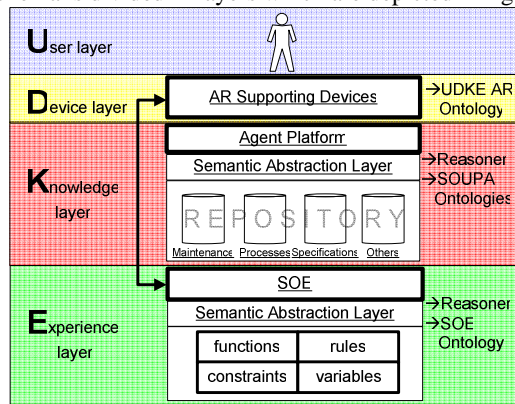 User layer
Device layer
AR Supporting Devices
→UDKE AR
Ontology
Agent Platform
Knowledge
layer
Semantic Abstraction Layer
→Reasoner
→SOUPA
Ontologies
REPOSITORY
Maintenance Processes Specifications Others
SOE
Experience
layer
Semantic Abstraction Layer
→Reasoner
→SOE
Ontology
functions rules
constraints variables